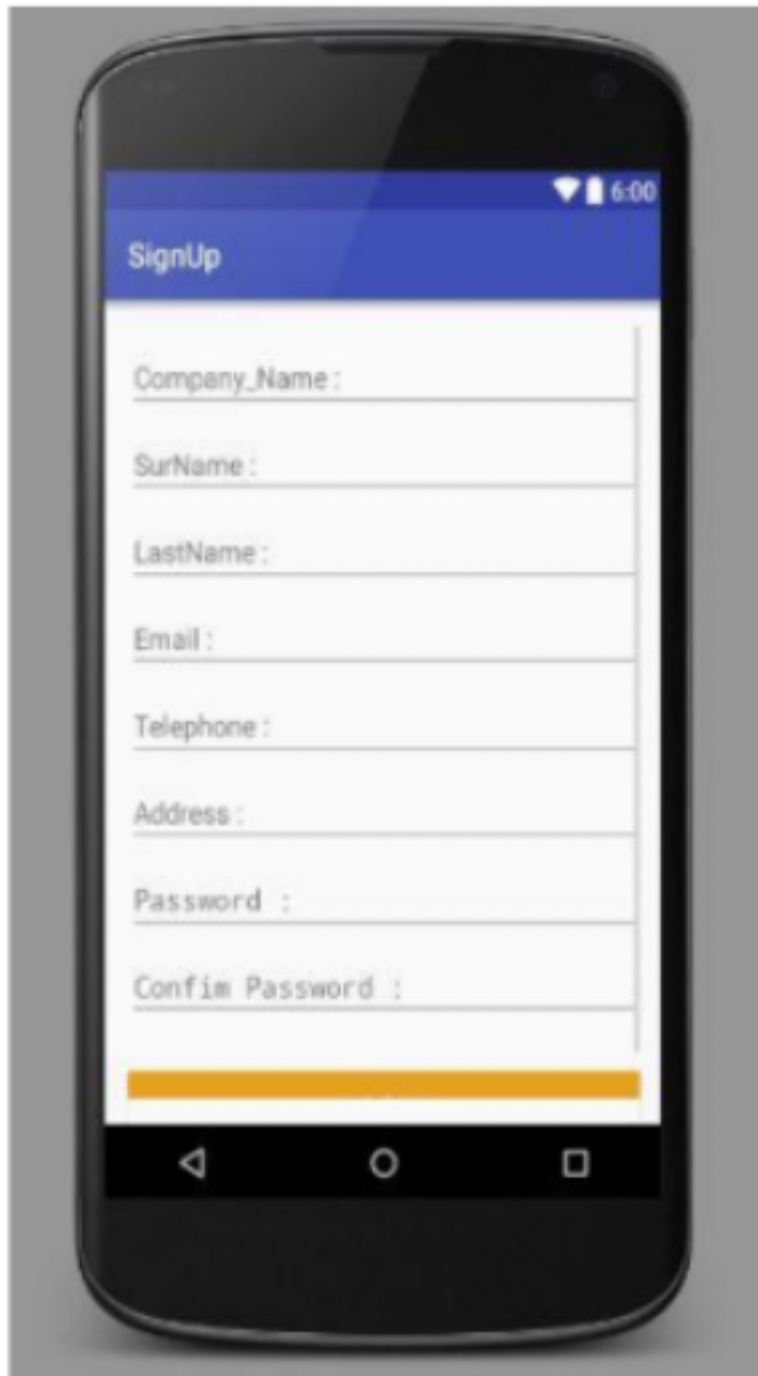 6:00
SignUp
Company_Name :
SurName :
LastName :
Email :
Telephone :
Address :
Password :
Confim Password :